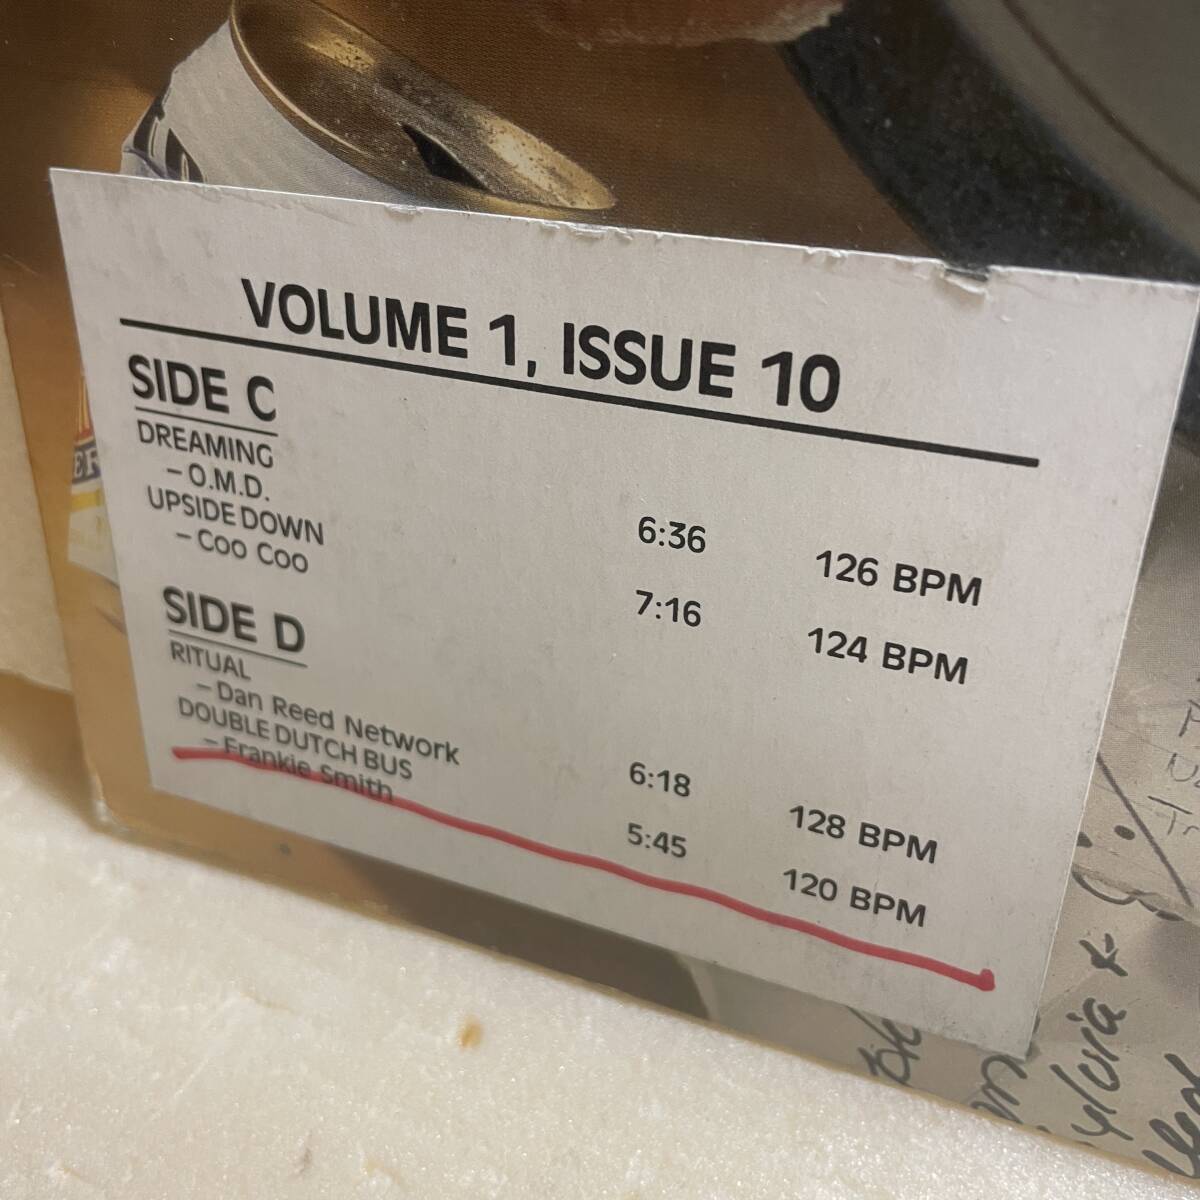 VOLUME 1, ISSUE 10
SIDE C
DREAMING
– O.M.D. 6:36 126 BPM
UPSIDE DOWN
– Coo Coo 7:16 124 BPM
SIDE D
RITUAL
– Dan Reed Network 6:18 128 BPM
DOUBLE DUTCH BUS
– Frankie Smith 5:45 120 BPM